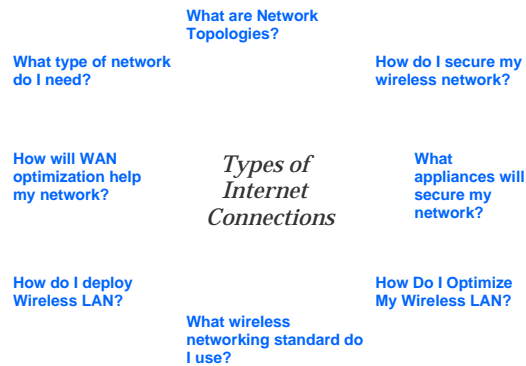 What are Network
Topologies?
What type of network
do I need?
How do I secure my
wireless network?
How will WAN
optimization help
my network?
Types of
Internet
Connections
What
appliances will
secure my
network?
How do I deploy
Wireless LAN?
How Do I Optimize
My Wireless LAN?
What wireless
networking standard do
I use?